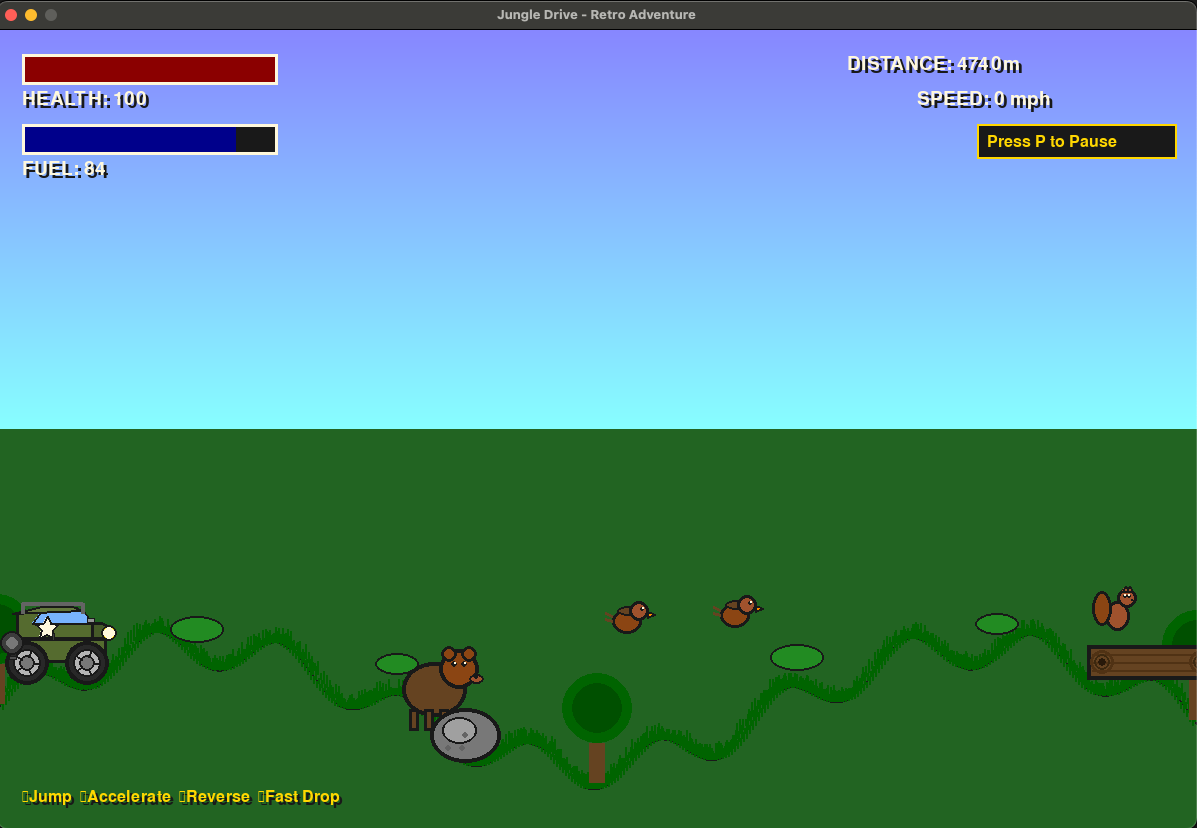 Jungle Drive - Retro Adventure
DISTANCE: 4740m
HEALTH: 100
SPEED: 0 mph
Press P to Pause
FUEL: 84
Jump Accelerate Reverse Fast Drop